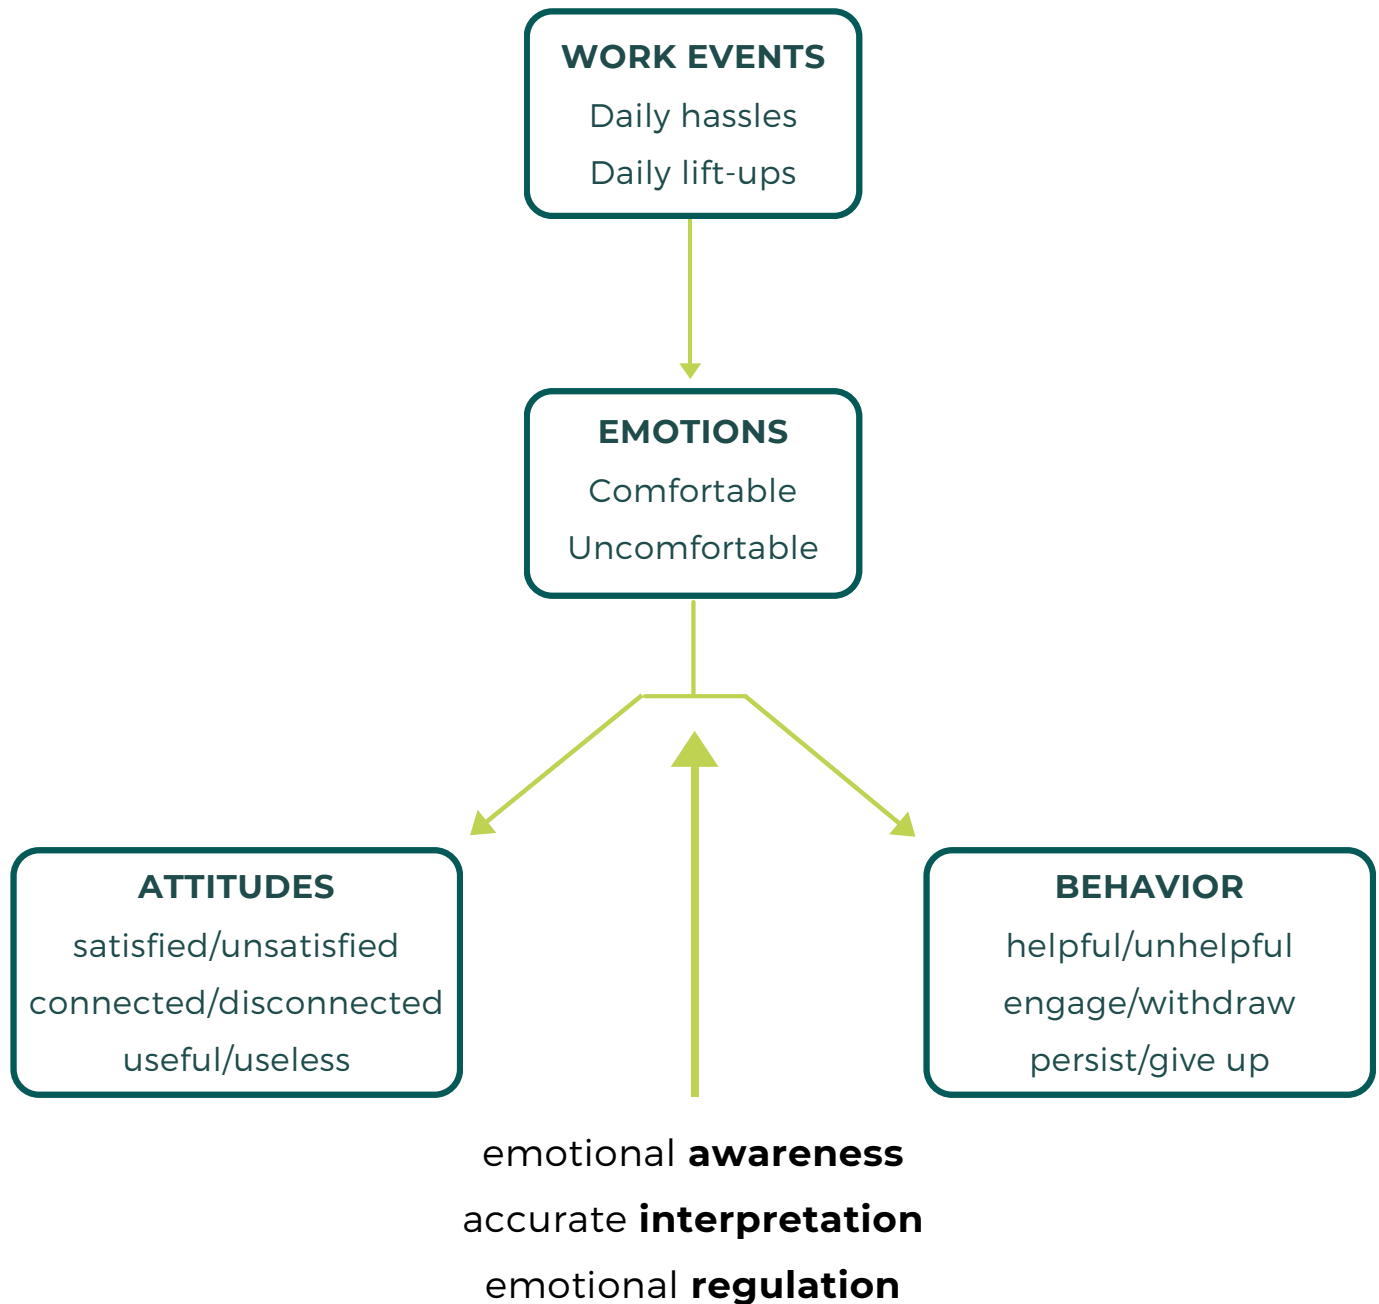 WORK EVENTS
Daily hassles
Daily lift-ups
EMOTIONS
Comfortable
Uncomfortable
ATTITUDES
satisfied/unsatisfied
connected/disconnected
useful/useless
BEHAVIOR
helpful/unhelpful
engage/withdraw
persist/give up
emotional awareness
accurate interpretation
emotional regulation